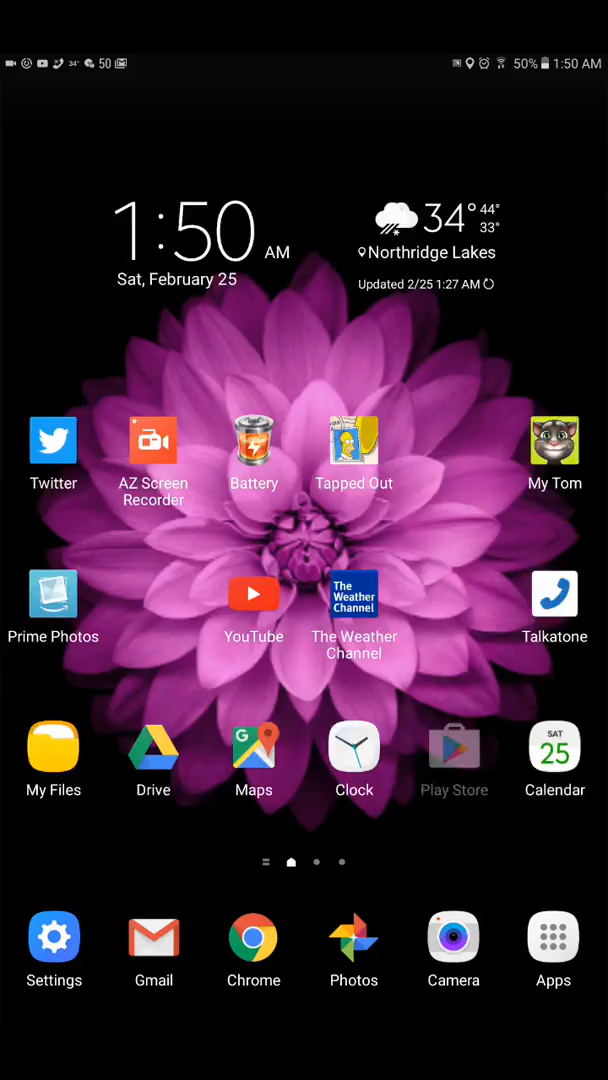 34° 50 50% 1:50 AM
1:50 AM
34° 44°
33°
Northridge Lakes
Sat, February 25
Updated 2/25 1:27 AM
Twitter
AZ Screen
Recorder
Battery
Tapped Out
My Tom
The
Weather
Channel
Prime Photos
YouTube
The Weather
Channel
Talkatone
G
SAT
25
My Files
Drive
Maps
Clock
Play Store
Calendar
Settings
Gmail
Chrome
Photos
Camera
Apps